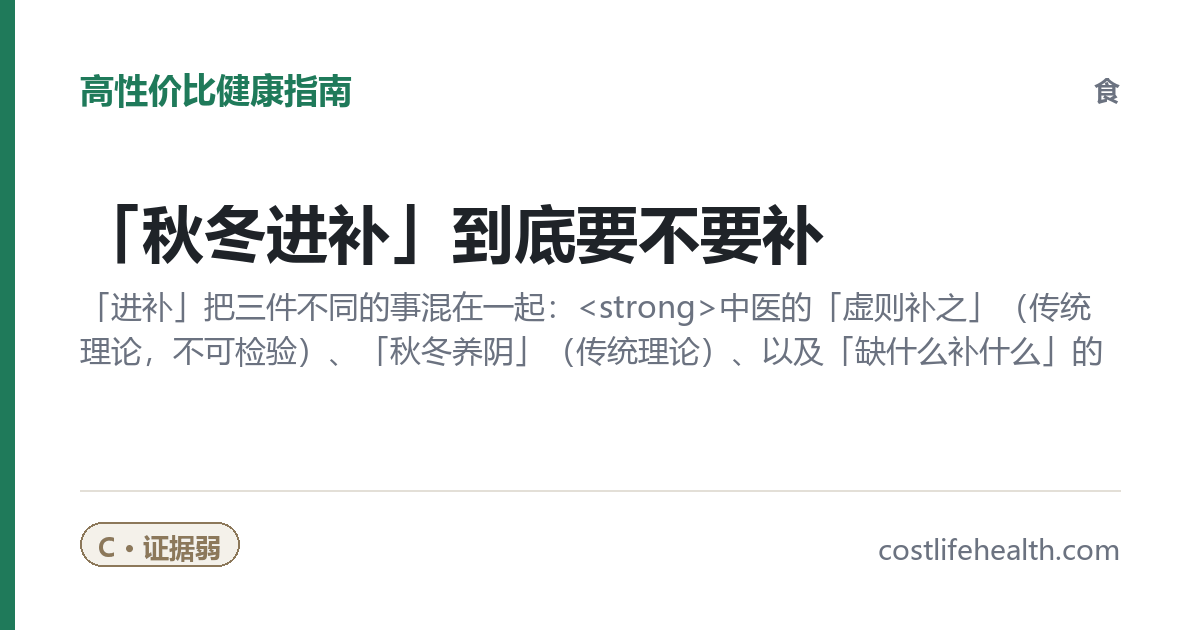 高性价比健康指南
食
「秋冬进补」到底要不要补
「进补」把三件不同的事混在一起：<strong>中医的「虚则补之」（传统
理论，不可检验）、「秋冬养阴」（传统理论）、以及「缺什么补什么」的
C · 证据弱
costlifehealth.com